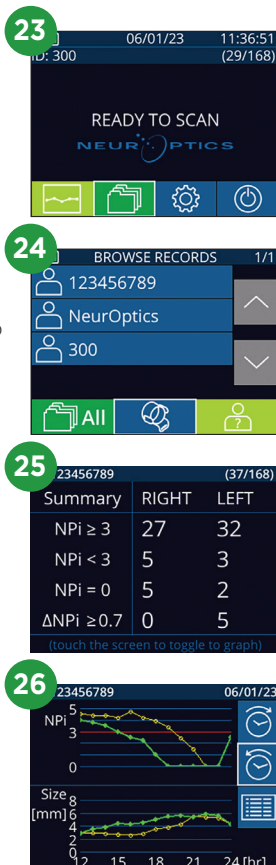 23
06/01/23 11:36:51
ID: 300 (29/168)
READY TO SCAN
NEUROPTICS
24
BROWSE RECORDS 1/1
123456789
NeurOptics
300
All
?
25
23456789 (37/168)
Summary RIGHT LEFT
NPi ≥ 3 27 32
NPi < 3 5 3
NPi = 0 5 2
ΔNPi ≥0.7 0 5
(touch the screen to toggle to graph)
26
23456789 06/01/23
NPi 5
3
0
Size
[mm] 8
6
4
2
0
12 15 18 21 24 [hr]